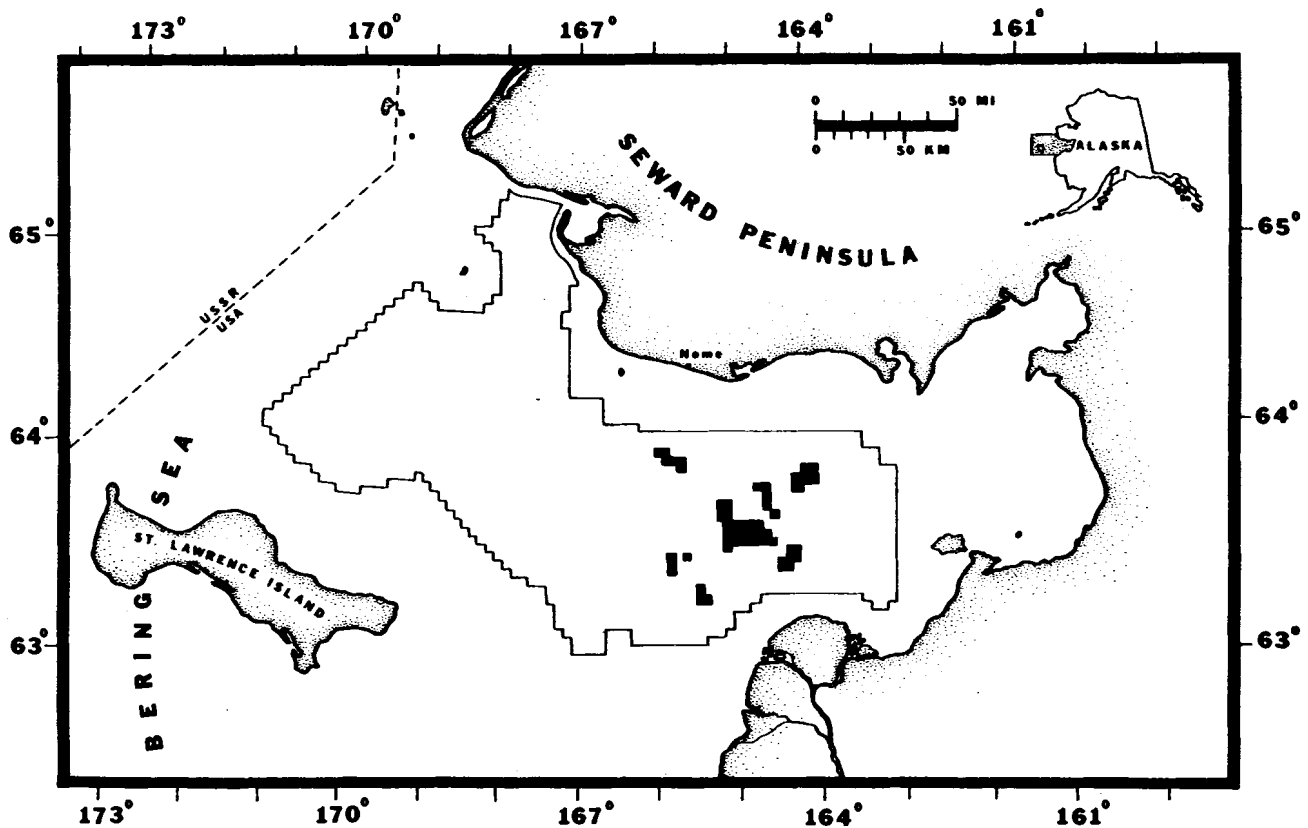 173° 170° 167° 164° 161°
0 50 MI
0 50 KM
ALASKA
SEWARD PENINSULA
65° 65°
USSR
USA
Nome
64° 64°
BERING SEA
ST. LAWRENCE ISLAND
63° 63°
173° 170° 167° 164° 161°